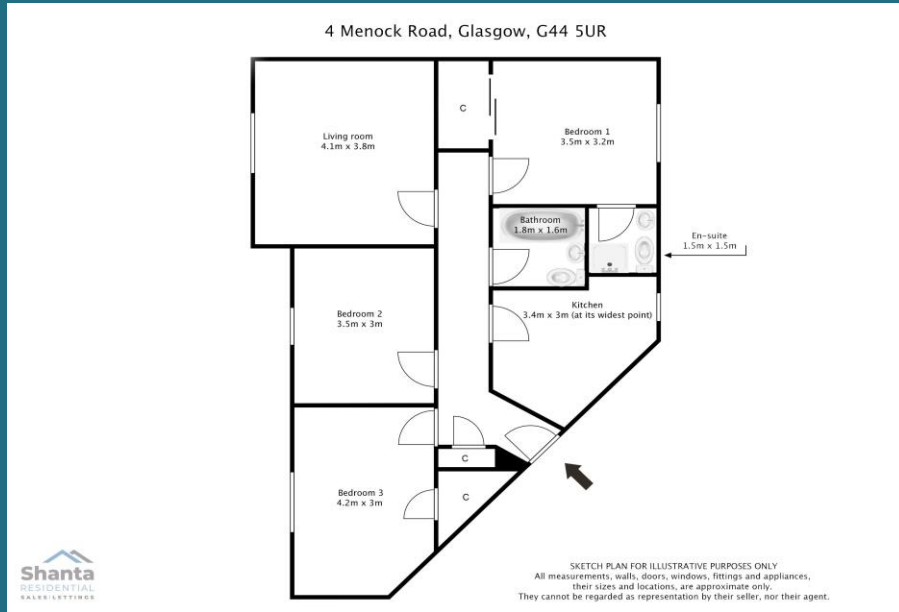 4 Menock Road, Glasgow, G44 5UR
C
Living room
4.1m x 3.8m
Bedroom 1
3.5m x 3.2m
Bathroom
1.8m x 1.6m
En-suite
1.5m x 1.5m
Kitchen
3.4m x 3m (at its widest point)
Bedroom 2
3.5m x 3m
C
C
Bedroom 3
4.2m x 3m
Shanta
RESIDENTIAL
SALES|LETTINGS
SKETCH PLAN FOR ILLUSTRATIVE PURPOSES ONLY
All measurements, walls, doors, windows, fittings and appliances,
their sizes and locations, are approximate only.
They cannot be regarded as representation by their seller, nor their agent.